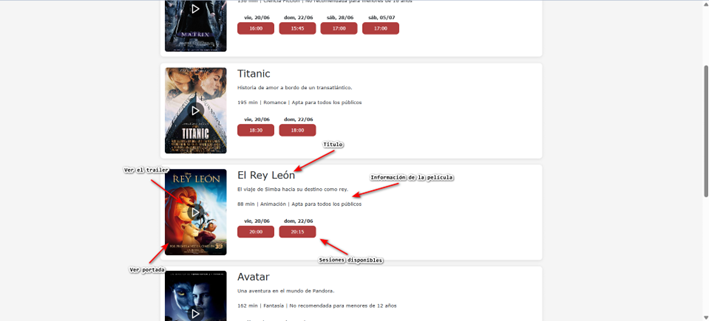 MATRIX
130 min | Ciencia Ficción | No recomendada para menores de 16 años
vie, 20/06 dom, 22/06 sáb, 28/06 sáb, 05/07
16:00 15:45 17:00 17:00
Titanic
Historia de amor a bordo de un transatlántico.
195 min | Romance | Apta para todos los públicos
vie, 20/06 dom, 22/06
18:30 18:00
TITANIC
Titulo
Ver el trailer
El Rey León
Información de la película
REY LEÓN
El viaje de Simba hacia su destino como rey.
88 min | Animación | Apta para todos los públicos
vie, 20/06 dom, 22/06
20:00 20:15
Sesiones disponibles
Ver portada
Avatar
Una aventura en el mundo de Pandora.
162 min | Fantasía | No recomendada para menores de 12 años